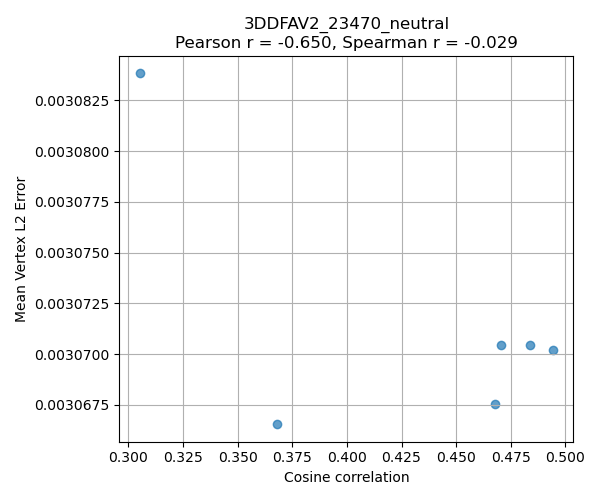 3DDFAV2_23470_neutral
Pearson r = -0.650, Spearman r = -0.029
0.0030825
0.0030800
0.0030775
0.0030750
0.0030725
0.0030700
0.0030675
Mean Vertex L2 Error
0.300 0.325 0.350 0.375 0.400 0.425 0.450 0.475 0.500
Cosine correlation